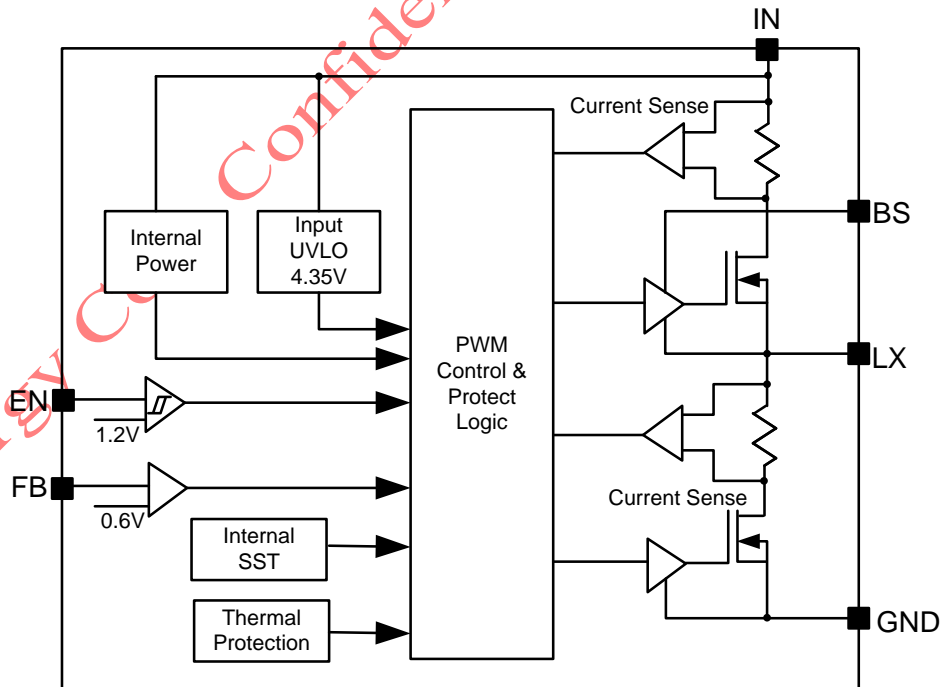 IN
Confiden
Current Sense
BS
Internal
Power
Input
UVLO
4.35V
PWM
Control &
Protect
Logic
LX
EN
1.2V
FB
0.6V
Current Sense
Internal
SST
Thermal
Protection
GND